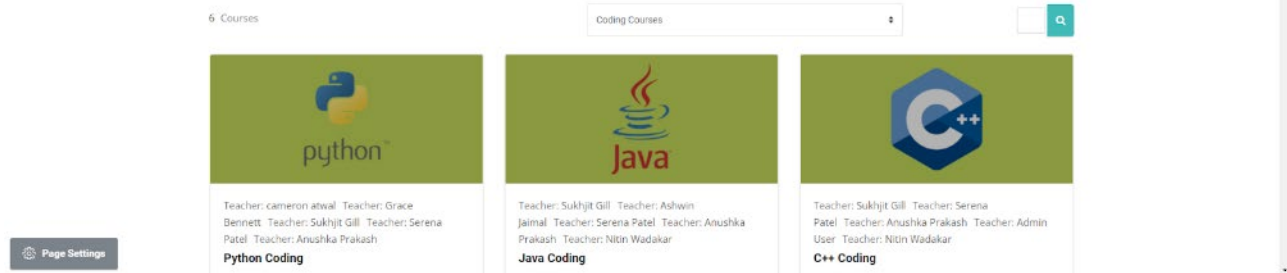 6 Courses
Coding Courses
python
Java
C++
Teacher: cameron atwal Teacher: Grace
Bennett Teacher: Sukhjit Gill Teacher: Serena
Patel Teacher: Anushka Prakash
Python Coding
Teacher: Sukhjit Gill Teacher: Ashwin
Jaimal Teacher: Serena Patel Teacher: Anushka
Prakash Teacher: Nitin Wadakar
Java Coding
Teacher: Sukhjit Gill Teacher: Serena
Patel Teacher: Anushka Prakash Teacher: Admin
User Teacher: Nitin Wadakar
C++ Coding
Page Settings